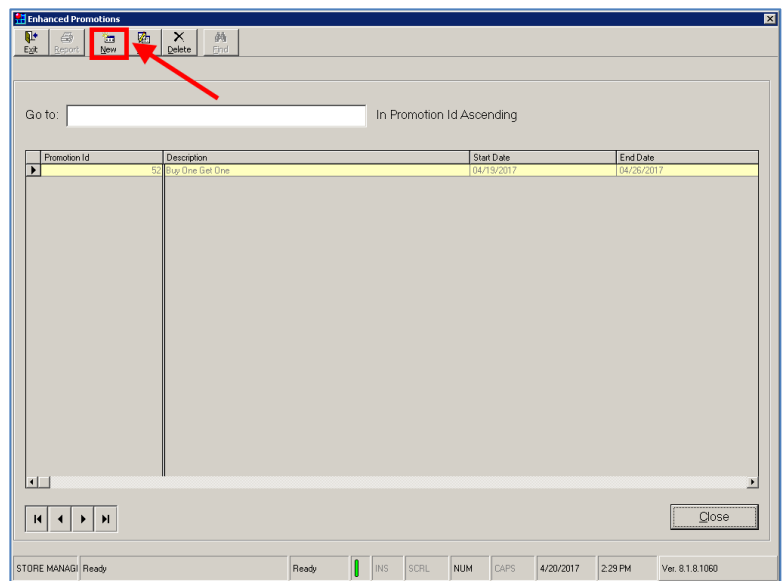 Enhanced Promotions
Exit Report New Delete Find
Go to: In Promotion Id Ascending
Promotion Id Description Start Date End Date
52 Buy One Get One 04/19/2017 04/26/2017
Close
STORE MANAGI Ready Ready INS SCRL NUM CAPS 4/20/2017 2:29 PM Ver. 8.1.8.1060